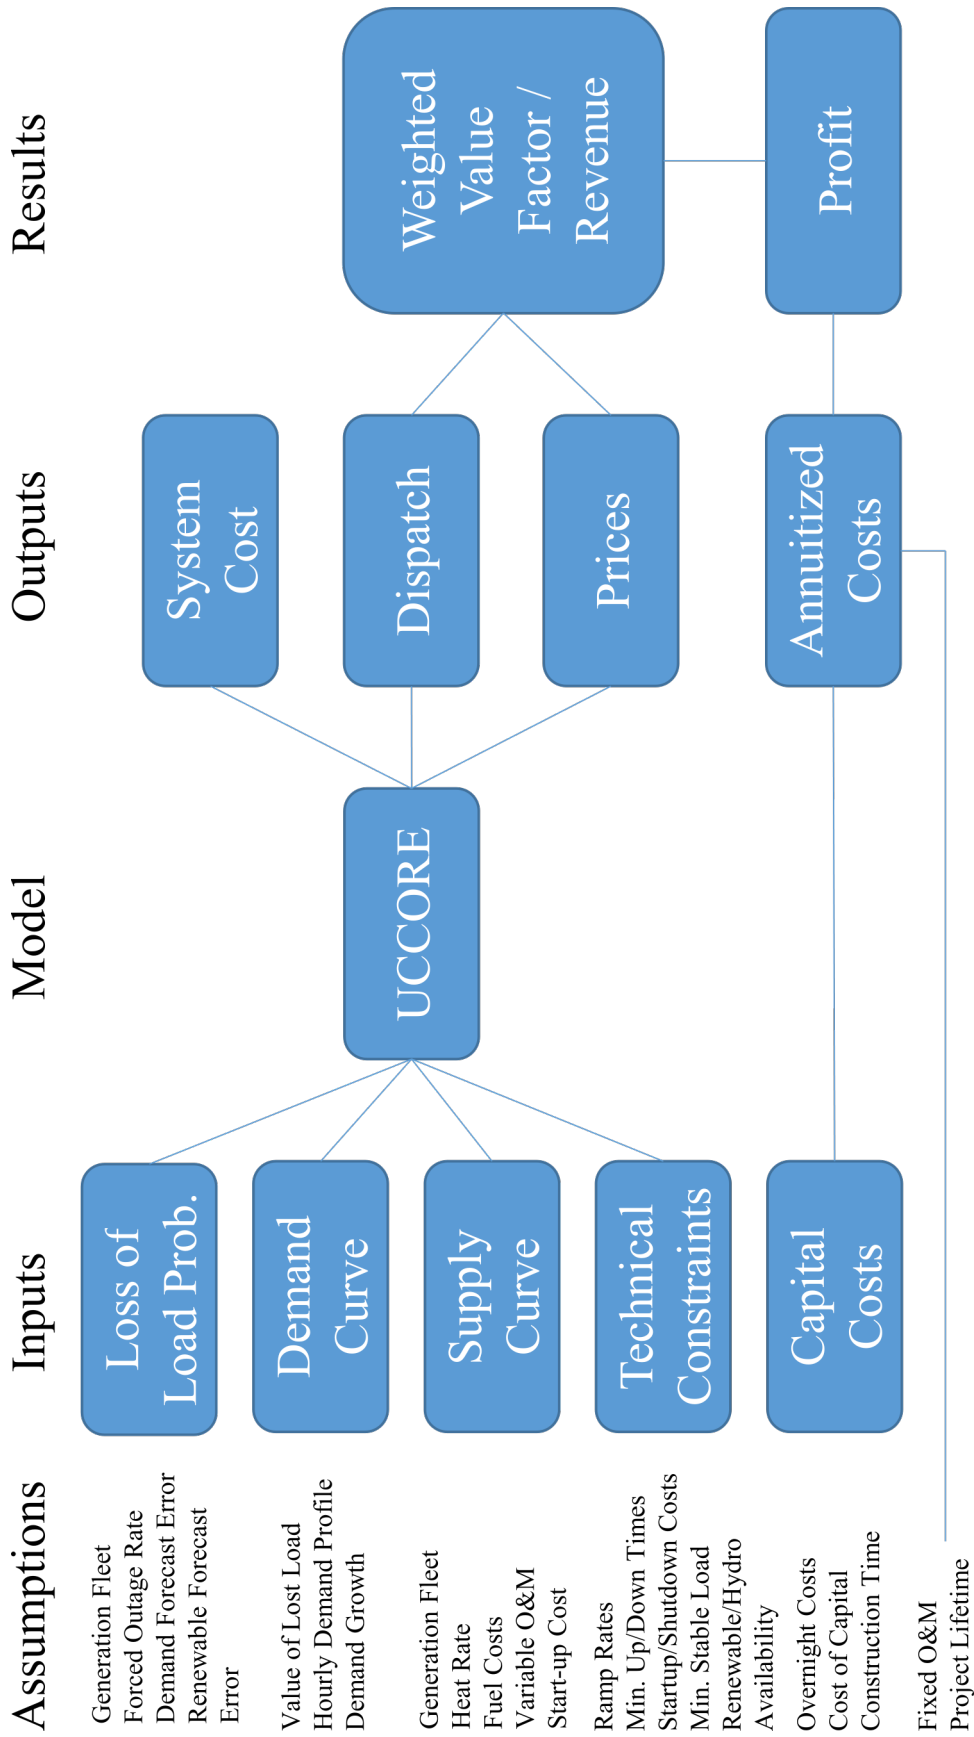 Assumptions
Inputs
Model
Outputs
Results
Generation Fleet
Forced Outage Rate
Demand Forecast Error
Renewable Forecast
Error
Value of Lost Load
Hourly Demand Profile
Demand Growth
Generation Fleet
Heat Rate
Fuel Costs
Variable O&M
Start-up Cost
Ramp Rates
Min. Up/Down Times
Startup/Shutdown Costs
Min. Stable Load
Renewable/Hydro
Availability
Overnight Costs
Cost of Capital
Construction Time
Fixed O&M
Project Lifetime
Loss of
Load Prob.
Demand
Curve
Supply
Curve
Technical
Constraints
Capital
Costs
UCCORE
System
Cost
Dispatch
Prices
Annuitized
Costs
Weighted
Value
Factor /
Revenue
Profit